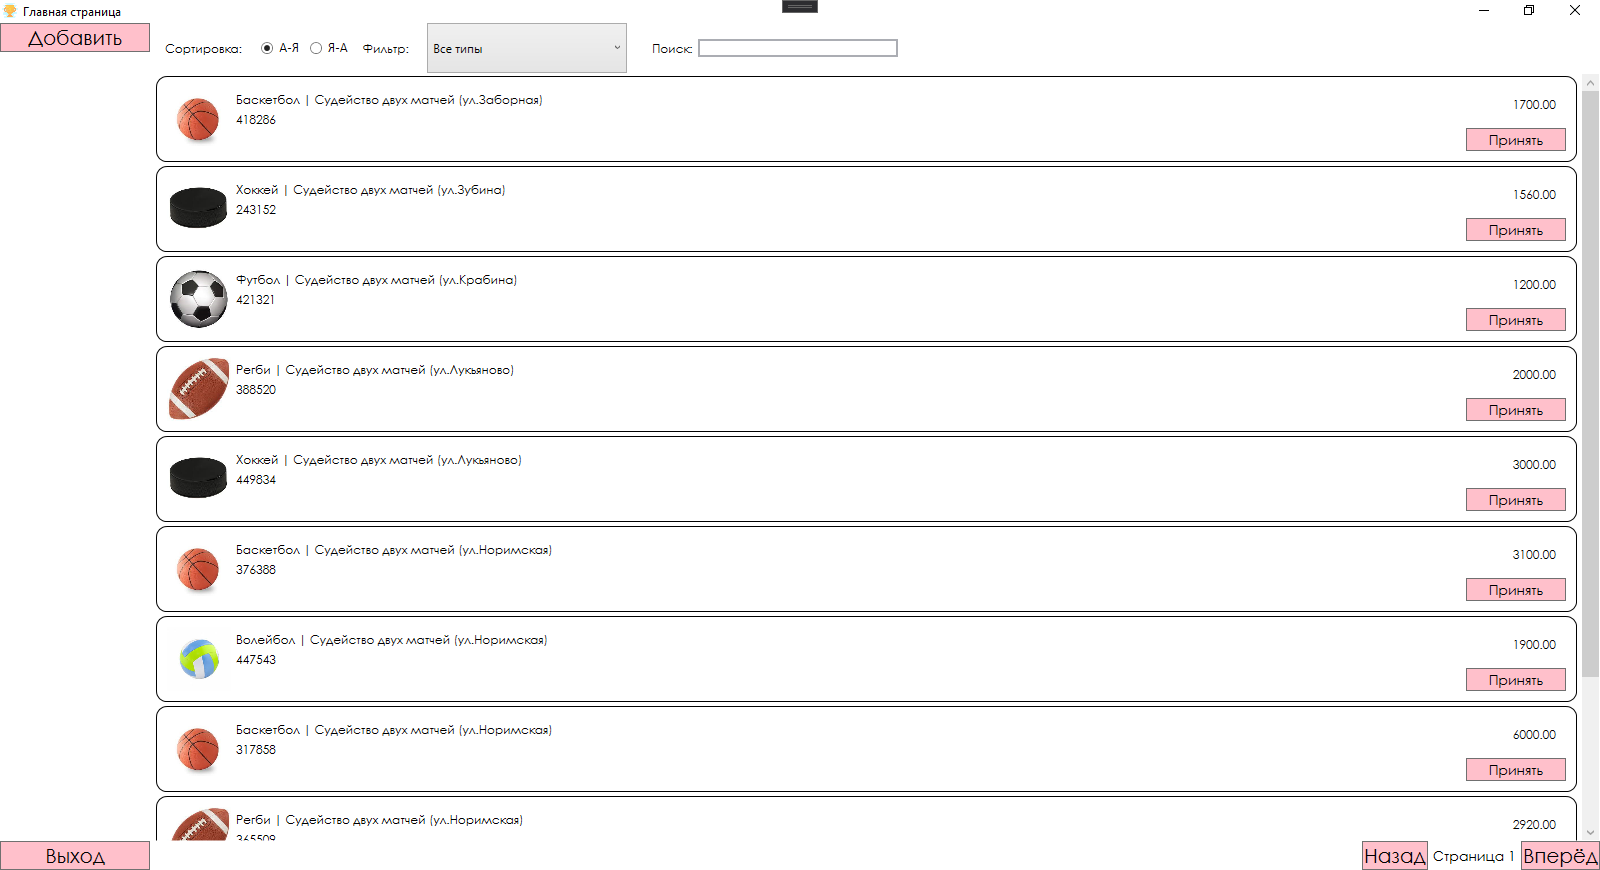 Главная страница
Добавить
Сортировка: А-Я Я-А Фильтр: Все типы Поиск:
Баскетбол | Судейство двух матчей (ул.Заборная)
418286
1700.00
Принять
Хоккей | Судейство двух матчей (ул.Зубина)
243152
1560.00
Принять
Футбол | Судейство двух матчей (ул.Крабина)
421321
1200.00
Принять
Регби | Судейство двух матчей (ул.Лукьяново)
388520
2000.00
Принять
Хоккей | Судейство двух матчей (ул.Лукьяново)
449834
3000.00
Принять
Баскетбол | Судейство двух матчей (ул.Норимская)
376388
3100.00
Принять
Волейбол | Судейство двух матчей (ул.Норимская)
447543
1900.00
Принять
Баскетбол | Судейство двух матчей (ул.Норимская)
317858
6000.00
Принять
Регби | Судейство двух матчей (ул.Норимская)
365509
2920.00
Выход
Назад Страница 1 Вперёд